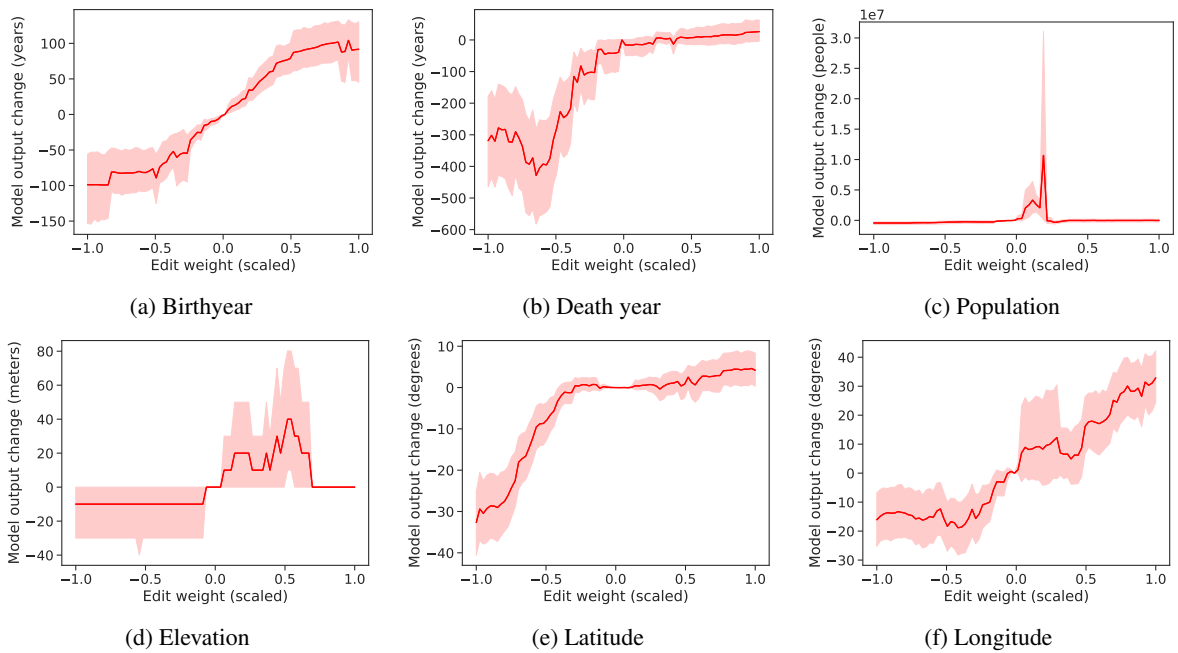 Model output change (years)
100
50
0
−50
−100
−150
−1.0 −0.5 0.0 0.5 1.0
Edit weight (scaled)
(a) Birthyear
Model output change (years)
0
−100
−200
−300
−400
−500
−600
−1.0 −0.5 0.0 0.5 1.0
Edit weight (scaled)
(b) Death year
1e7
Model output change (people)
3.0
2.5
2.0
1.5
1.0
0.5
0.0
−1.0 −0.5 0.0 0.5 1.0
Edit weight (scaled)
(c) Population
Model output change (meters)
80
60
40
20
0
−20
−40
−1.0 −0.5 0.0 0.5 1.0
Edit weight (scaled)
(d) Elevation
Model output change (degrees)
10
0
−10
−20
−30
−40
−1.0 −0.5 0.0 0.5 1.0
Edit weight (scaled)
(e) Latitude
Model output change (degrees)
40
30
20
10
0
−10
−20
−30
−1.0 −0.5 0.0 0.5 1.0
Edit weight (scaled)
(f) Longitude